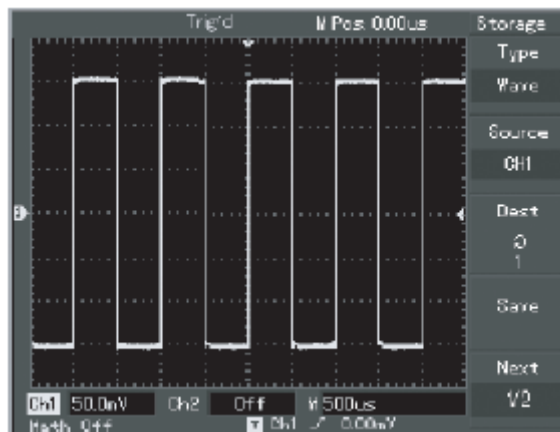 Trig'd M Pos: 0.00us Storage
Type
Wave
Source
CH1
Dest
1
Save
Next
1/2
CH1 50.0mV CH2 Off M 500us
Math Off T Ch1 0.00mV